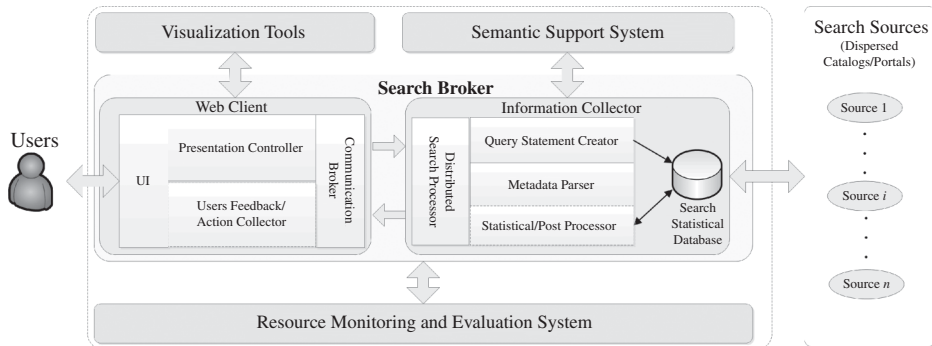 Visualization Tools
Semantic Support System
Search Sources
(Dispersed
Catalogs/Portals)
Search Broker
Web Client
Information Collector
Users
UI
Presentation Controller
Users Feedback/
Action Collector
Communication
Broker
Distributed
Search Processor
Query Statement Creator
Metadata Parser
Statistical/Post Processor
Search
Statistical
Database
Source 1
Source i
Source n
Resource Monitoring and Evaluation System